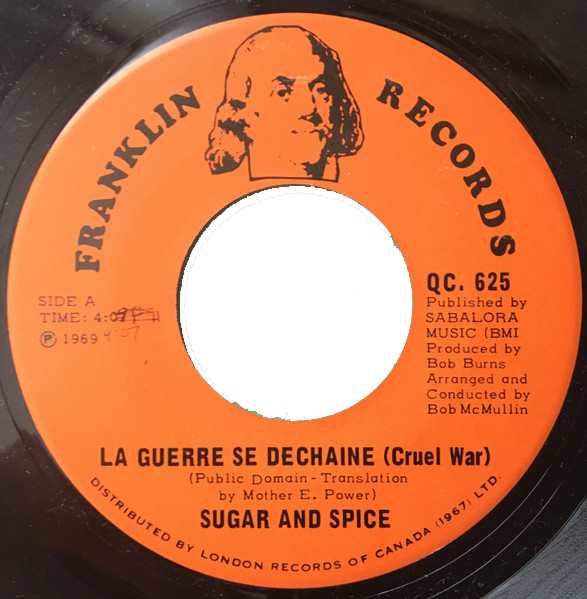 FRANKLIN RECORDS
QC. 625
SIDE A
TIME: 4:07
4:07
℗ 1969
Published by
SABALORA
MUSIC (BMI
Produced by
Bob Burns
Arranged and
Conducted by
Bob McMullin
LA GUERRE SE DECHAINE (Cruel War)
(Public Domain - Translation
by Mother E. Power)
SUGAR AND SPICE
DISTRIBUTED BY LONDON RECORDS OF CANADA (1967) LTD.